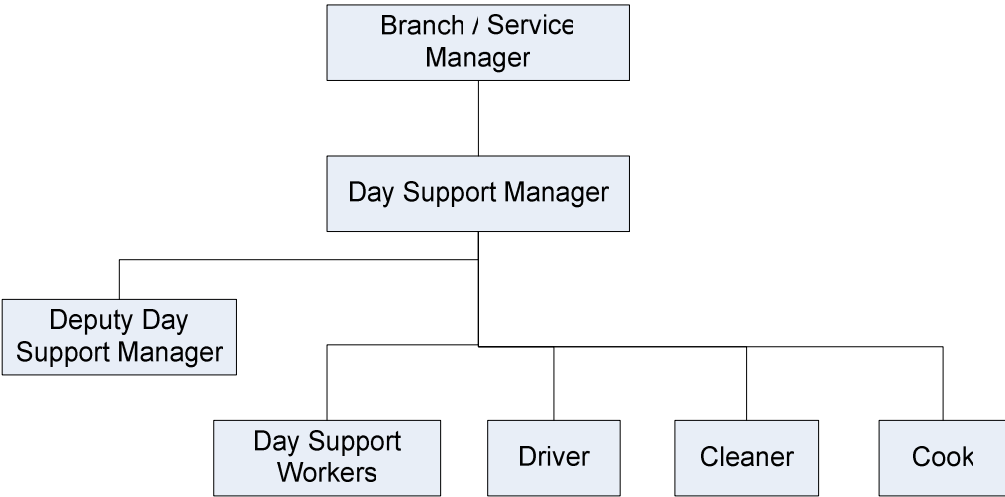 Branch / Service
Manager
Day Support Manager
Deputy Day
Support Manager
Day Support
Workers
Driver
Cleaner
Cook